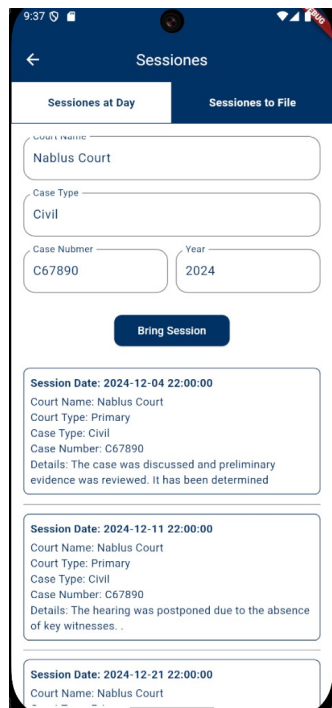 9:37
DEBUG
Sessiones
Sessiones at Day
Sessiones to File
Court Name
Nablus Court
Case Type
Civil
Case Nubmer
Year
C67890
2024
Bring Session
Session Date: 2024-12-04 22:00:00
Court Name: Nablus Court
Court Type: Primary
Case Type: Civil
Case Number: C67890
Details: The case was discussed and preliminary
evidence was reviewed. It has been determined
Session Date: 2024-12-11 22:00:00
Court Name: Nablus Court
Court Type: Primary
Case Type: Civil
Case Number: C67890
Details: The hearing was postponed due to the absence
of key witnesses. .
Session Date: 2024-12-21 22:00:00
Court Name: Nablus Court